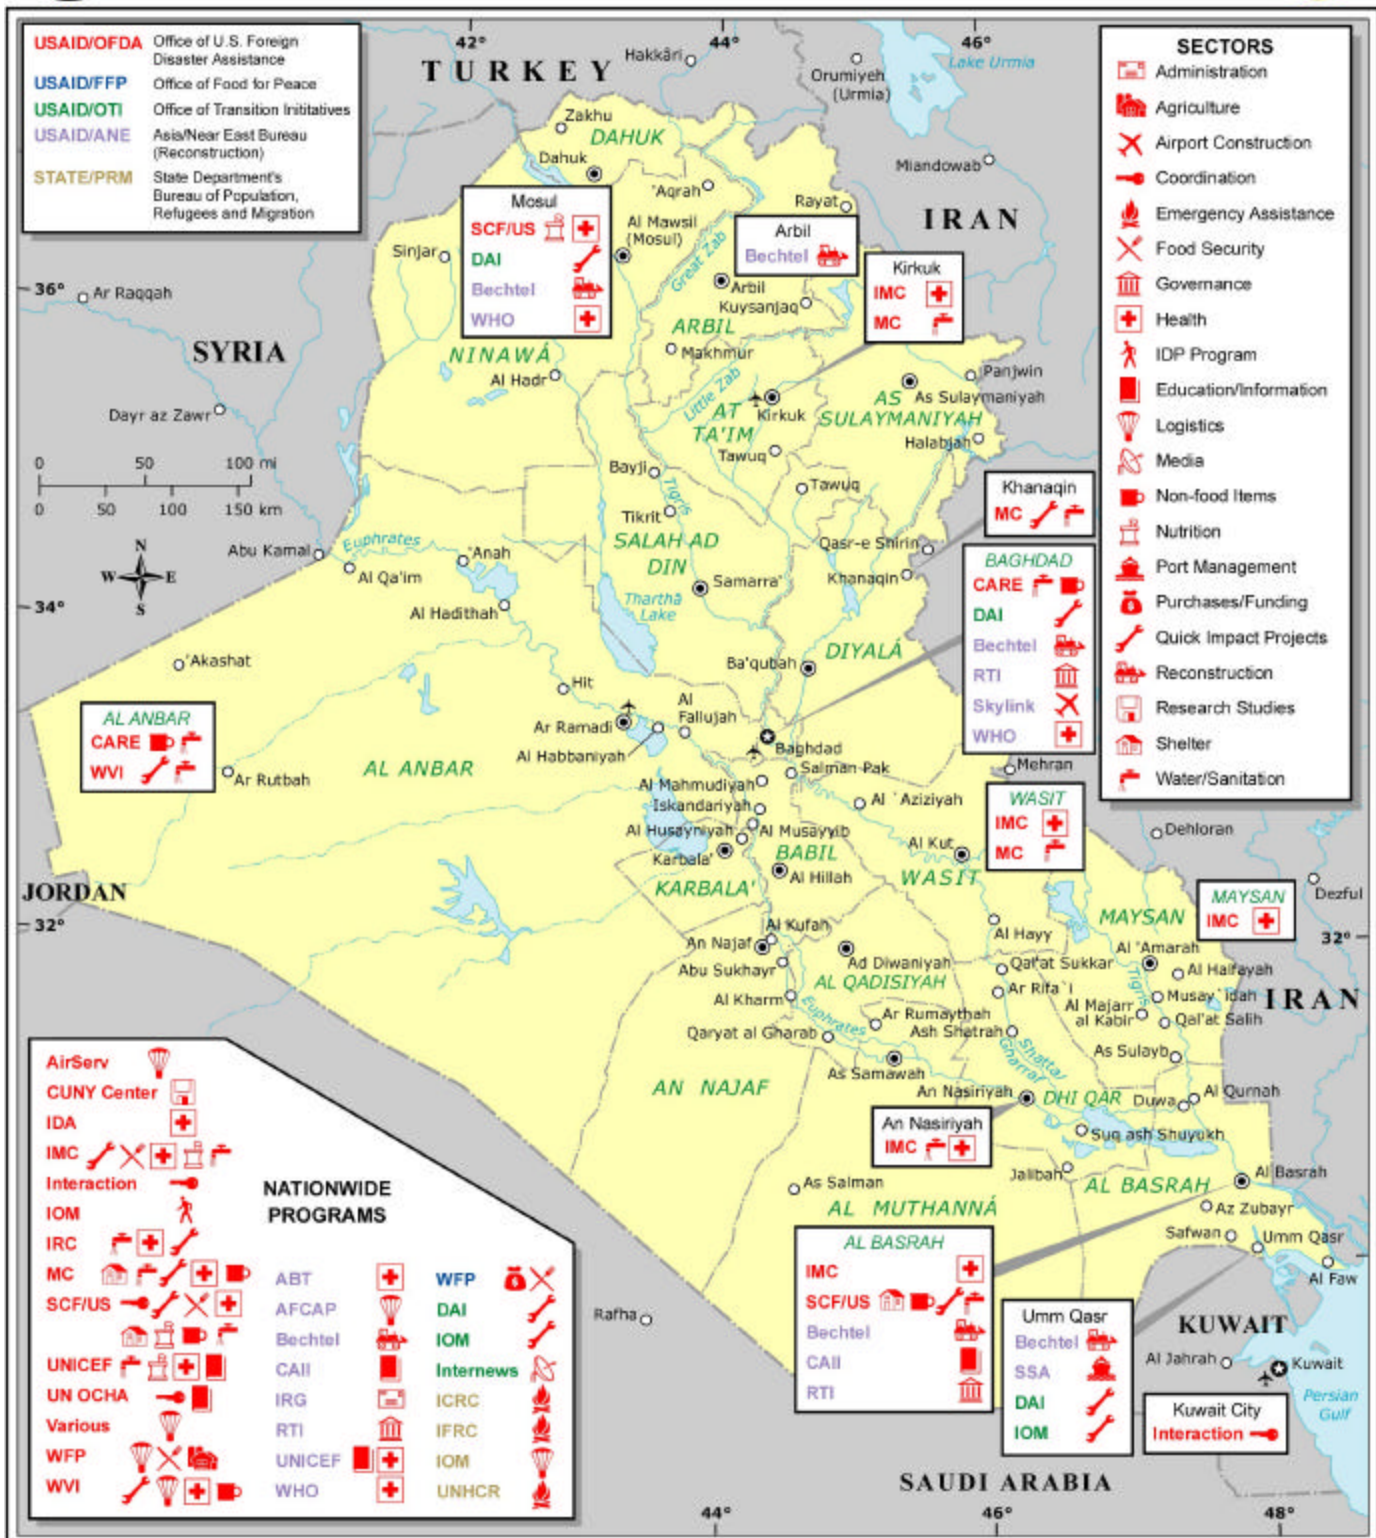 USAID/OFDA Office of U.S. Foreign
Disaster Assistance
USAID/FFP Office of Food for Peace
USAID/OTI Office of Transition Inititatives
USAID/ANE Asia/Near East Bureau
(Reconstruction)
STATE/PRM State Department's
Bureau of Population,
Refugees and Migration
42°
44°
46°
TURKEY
Hakkâri
Orumiyeh
(Urmia)
Lake Urmia
Miandowab
IRAN
SECTORS
Administration
Agriculture
Airport Construction
Coordination
Emergency Assistance
Food Security
Governance
Health
IDP Program
Education/Information
Logistics
Media
Non-food Items
Nutrition
Port Management
Purchases/Funding
Quick Impact Projects
Reconstruction
Research Studies
Shelter
Water/Sanitation
Zakhu
DAHUK
Dahuk
'Aqrah
Rayat
Mosul
SCF/US
DAI
Bechtel
WHO
Al Mawsil
(Mosul)
Arbil
Bechtel
Kirkuk
IMC
MC
Sinjar
Great Zab
Arbil
Kuysanjaq
36°
Ar Raqqah
SYRIA
NINAWÁ
ARBIL
Makhmur
Al Hadr
Little Zab
Panjwin
AS
SULAYMANIYAH
As Sulaymaniyah
Dayr az Zawr
AT
TA'IM
Kirkuk
Halabjah
Tawuq
0 50 100 mi
0 50 100 150 km
Bayji
Tigris
Tawuq
Khanaqin
MC
Tikrit
SALAH AD
DIN
Qasr-e Shirin
Khanaqin
N
W E
S
Abu Kamal
Euphrates
Al Qa'im
'Anah
Al Hadithah
Samarra'
Tharthā
Lake
34°
BAGHDAD
CARE
DAI
Bechtel
RTI
Skylink
WHO
'Akashat
Ba'qubah
DIYALÁ
Hit
Al
Fallujah
Ar Ramadi
Al Habbaniyah
AL ANBAR
CARE
WVI
Ar Rutbah
AL ANBAR
Baghdad
Salman Pak
Mehran
Al Mahmudiyah
Iskandariyah
Al `Aziziyah
WASIT
IMC
MC
Al Husayniyah
Al Musayyib
Karbala'
BABIL
Al Hillah
Al Kut
WASIT
Dehloran
JORDAN
KARBALA'
MAYSAN
MAYSAN
IMC
Dezful
32°
32°
Al Kufah
An Najaf
Abu Sukhayr
Ad Diwaniyah
AL QADISIYAH
Al Hayy
Qal'at Sukkar
Al 'Amarah
Al Halfayah
Al Kharm
Ar Rifa`i
Tigris
Musay`idah
Al Majarr
al Kabir
Qal'at Salih
IRAN
Qaryat al Gharab
Euphrates
Ar Rumaythah
Ash Shatrah
Shatt al
Gharraf
As Sulayb
AN NAJAF
As Samawah
An Nasiriyah
DHI QAR
Duwa
Al Qurnah
An Nasiriyah
IMC
Suq ash Shuyukh
Jalibah
Al Basrah
As Salman
AL MUTHANNÁ
AL BASRAH
Az Zubayr
Safwan
Umm Qasr
Al Faw
AL BASRAH
IMC
SCF/US
Bechtel
CAII
RTI
Umm Qasr
Bechtel
SSA
DAI
IOM
Rafha
KUWAIT
Al Jahrah
Kuwait
Persian
Gulf
Kuwait City
Interaction
SAUDI ARABIA
44°
46°
48°
NATIONWIDE
PROGRAMS
AirServ
CUNY Center
IDA
IMC
Interaction
IOM
IRC
MC
SCF/US
UNICEF
UN OCHA
Various
WFP
WVI
ABT
AFCAP
Bechtel
CAII
IRG
RTI
UNICEF
WHO
WFP
DAI
IOM
Internews
ICRC
IFRC
IOM
UNHCR